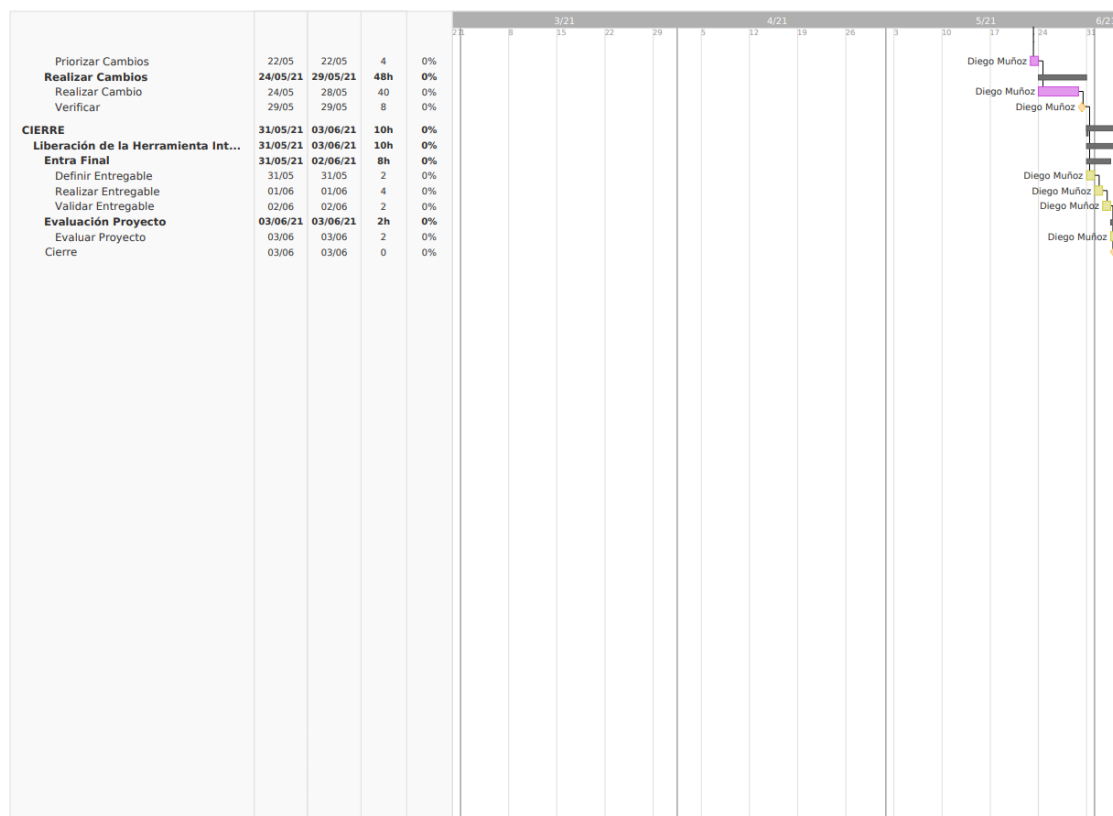 3/21 4/21 5/21
27 1 8 15 22 29 5 12 19 26 3 10 17 24 31
Priorizar Cambios 22/05 22/05 4 0% Diego Muñoz
Realizar Cambios 24/05/21 29/05/21 48h 0%
Realizar Cambio 24/05 28/05 40 0% Diego Muñoz
Verificar 29/05 29/05 8 0% Diego Muñoz
CIERRE 31/05/21 03/06/21 10h 0%
Liberación de la Herramienta Int... 31/05/21 03/06/21 10h 0%
Entra Final 31/05/21 02/06/21 8h 0%
Definir Entregable 31/05 31/05 2 0% Diego Muñoz
Realizar Entregable 01/06 01/06 4 0% Diego Muñoz
Validar Entregable 02/06 02/06 2 0% Diego Muñoz
Evaluación Proyecto 03/06/21 03/06/21 2h 0%
Evaluar Proyecto 03/06 03/06 2 0% Diego Muñoz
Cierre 03/06 03/06 0 0%